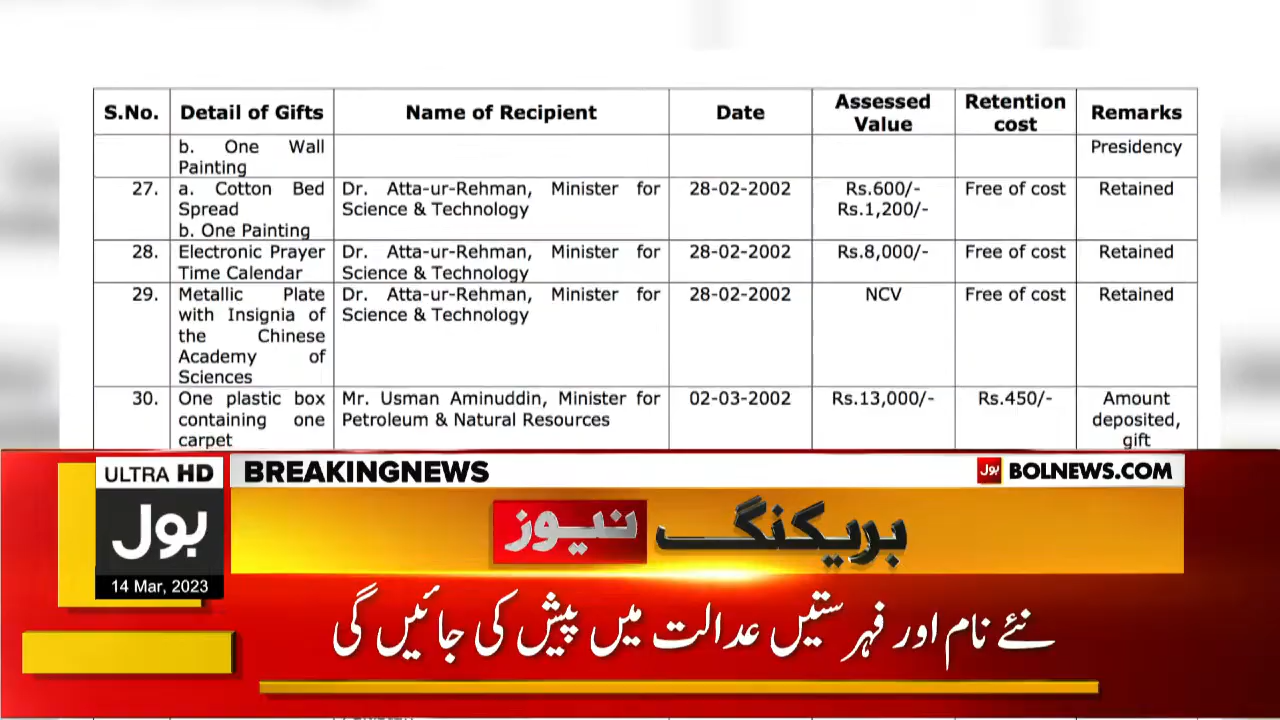 S.No. Detail of Gifts Name of Recipient Date Assessed Value Retention cost Remarks
b. One Wall Painting Presidency
27. a. Cotton Bed Spread b. One Painting Dr. Atta-ur-Rehman, Minister for Science & Technology 28-02-2002 Rs.600/- Rs.1,200/- Free of cost Retained
28. Electronic Prayer Time Calendar Dr. Atta-ur-Rehman, Minister for Science & Technology 28-02-2002 Rs.8,000/- Free of cost Retained
29. Metallic Plate with Insignia of the Chinese Academy of Sciences Dr. Atta-ur-Rehman, Minister for Science & Technology 28-02-2002 NCV Free of cost Retained
30. One plastic box containing one carpet Mr. Usman Aminuddin, Minister for Petroleum & Natural Resources 02-03-2002 Rs.13,000/- Rs.450/- Amount deposited, gift
ULTRA HD BREAKINGNEWS بول BOLNEWS.COM
بول بریکنگ نیوز
14 Mar, 2023
نئے نام اور فہرستیں عدالت میں پیش کی جائیں گی